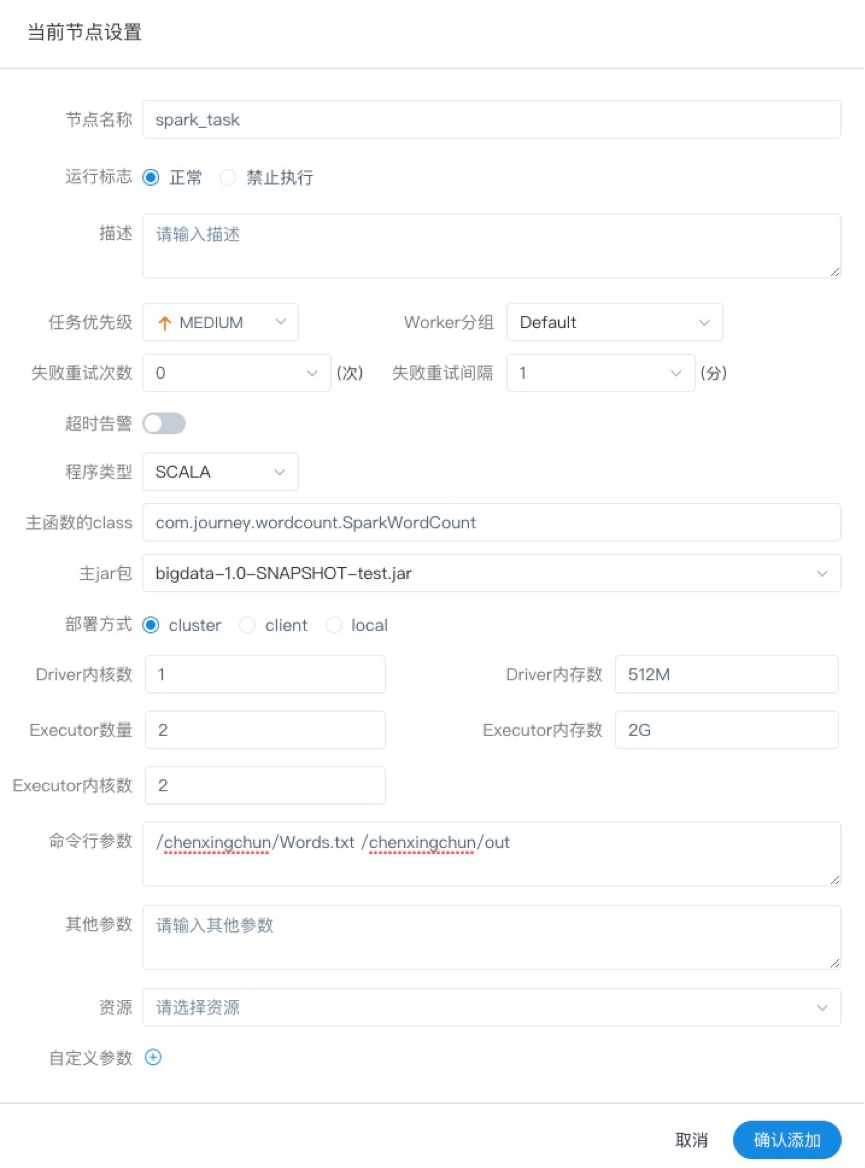 当前节点设置
节点名称 spark_task
运行标志 正常 禁止执行
描述 请输入描述
任务优先级 MEDIUM Worker分组 Default
失败重试次数 0 (次) 失败重试间隔 1 (分)
超时告警
程序类型 SCALA
主函数的class com.journey.wordcount.SparkWordCount
主jar包 bigdata-1.0-SNAPSHOT-test.jar
部署方式 cluster client local
Driver内核数 1 Driver内存数 512M
Executor数量 2 Executor内存数 2G
Executor内核数 2
命令行参数 /chenxingchun/Words.txt /chenxingchun/out
其他参数 请输入其他参数
资源 请选择资源
自定义参数
取消 确认添加